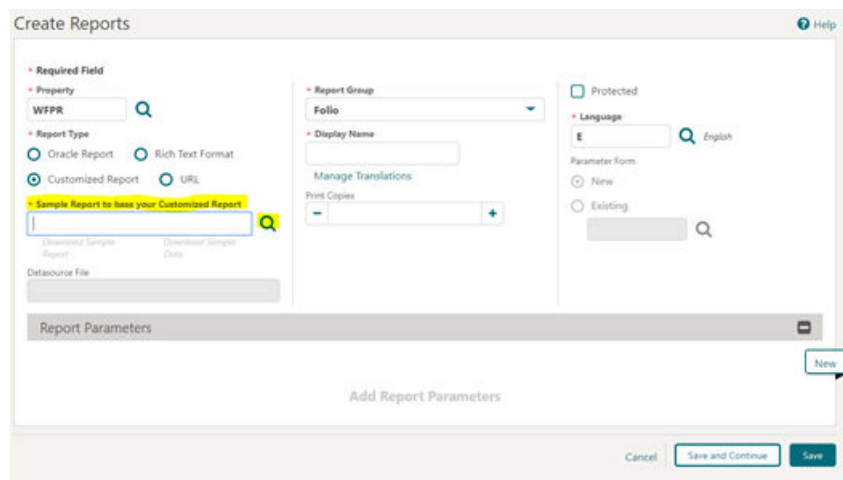 Create Reports
Help
* Required Field
* Property
WFPR
* Report Type
Oracle Report
Rich Text Format
Customized Report
URL
* Sample Report to base your Customized Report
Download Sample Report
Download Sample Data
Datasource File
* Report Group
Folio
* Display Name
Manage Translations
Print Copies
Protected
* Language
E
English
Parameter Form
New
Existing
Report Parameters
New
Add Report Parameters
Cancel
Save and Continue
Save